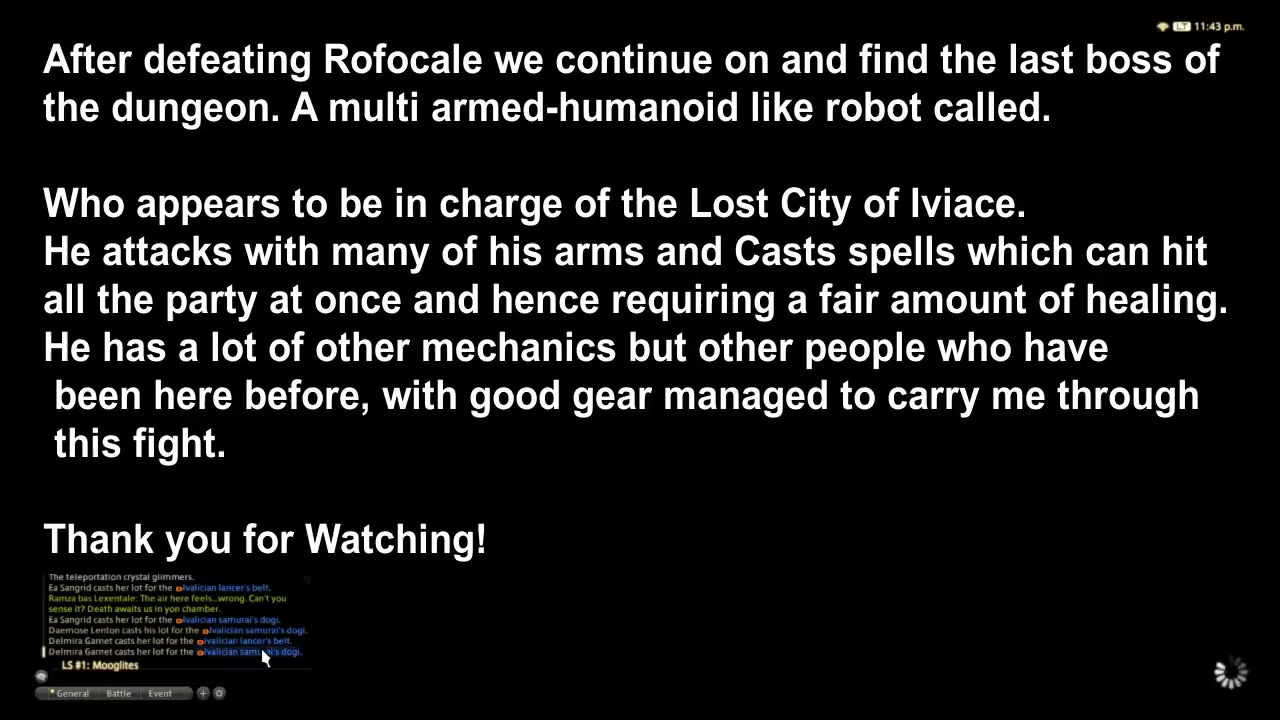 LT 11:43 p.m.
After defeating Rofocale we continue on and find the last boss of
the dungeon. A multi armed-humanoid like robot called.
Who appears to be in charge of the Lost City of Iviace.
He attacks with many of his arms and Casts spells which can hit
all the party at once and hence requiring a fair amount of healing.
He has a lot of other mechanics but other people who have
been here before, with good gear managed to carry me through
this fight.
Thank you for Watching!
The teleportation crystal glimmers.
Ea Sangrid casts her lot for the Ivalician lancer's belt.
Ramza bas Lexentale: The air here feels...wrong. Can't you
sense it? Death awaits us in yon chamber.
Ea Sangrid casts her lot for the Ivalician samurai's dogi.
Daemose Lenton casts his lot for the Ivalician samurai's dogi.
Delmira Garnet casts her lot for the Ivalician lancer's belt.
Delmira Garnet casts her lot for the Ivalician samurai's dogi.
LS #1: Mooglites
General Battle Event